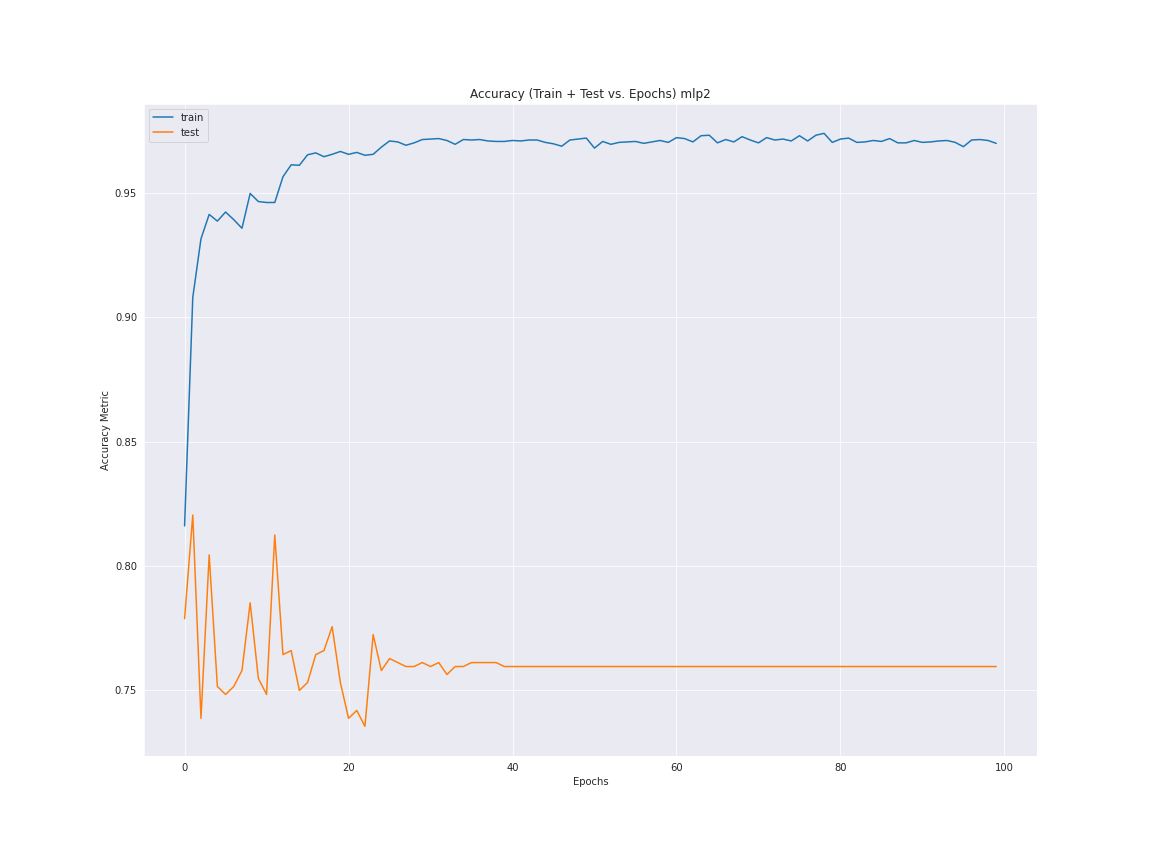 Accuracy (Train + Test vs. Epochs) mlp2
train
test
0.95
0.90
0.85
0.80
0.75
Accuracy Metric
0 20 40 60 80 100
Epochs